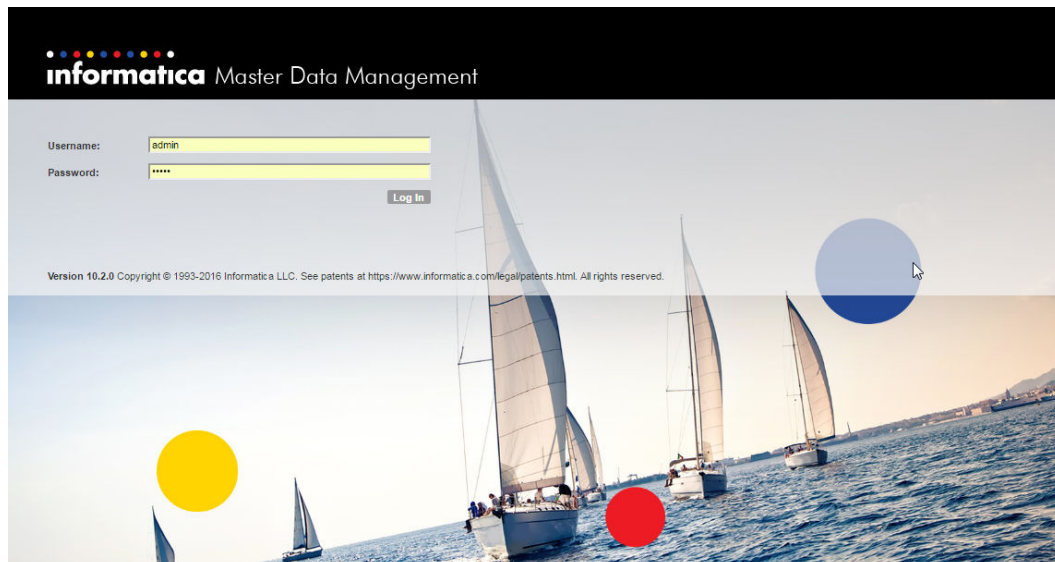 informatica Master Data Management
Username: admin
Password: •••••
Log In
Version 10.2.0 Copyright © 1993-2016 Informatica LLC. See patents at https://www.informatica.com/legal/patents.html. All rights reserved.